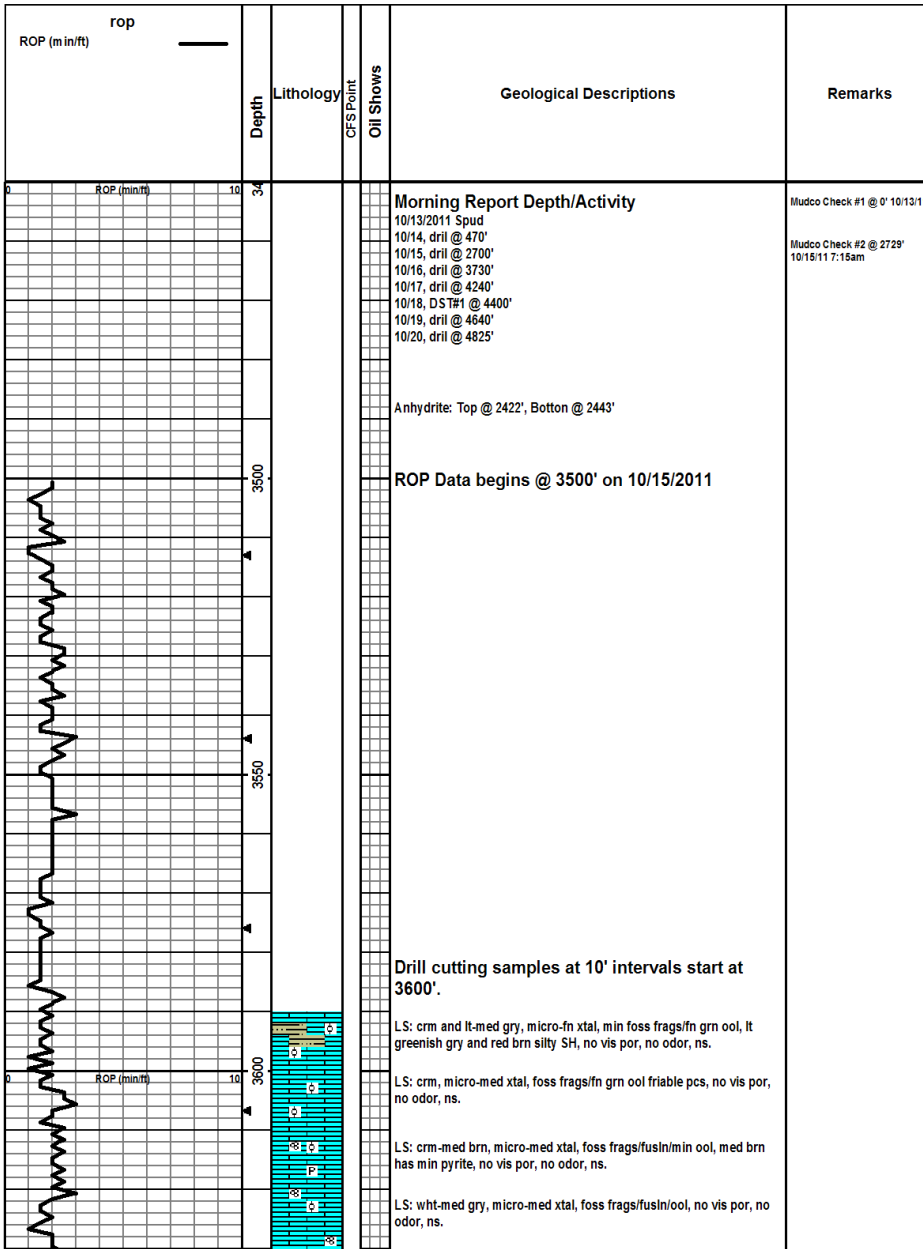 rop
ROP (min/ft)
Depth
Lithology
CFS Point
Oil Shows
Geological Descriptions
Remarks
0 ROP (min/ft) 10
34
Morning Report Depth/Activity
10/13/2011 Spud
10/14, dril @ 470'
10/15, dril @ 2700'
10/16, dril @ 3730'
10/17, dril @ 4240'
10/18, DST#1 @ 4400'
10/19, dril @ 4640'
10/20, dril @ 4825'
Mudco Check #1 @ 0' 10/13/1
Mudco Check #2 @ 2729'
10/15/11 7:15am
Anhydrite: Top @ 2422', Botton @ 2443'
3500
ROP Data begins @ 3500' on 10/15/2011
3550
Drill cutting samples at 10' intervals start at
3600'.
LS: crm and lt-med gry, micro-fn xtal, min foss frags/fn grn ool, lt
greenish gry and red brn silty SH, no vis por, no odor, ns.
0 ROP (min/ft) 10
3600
LS: crm, micro-med xtal, foss frags/fn grn ool friable pcs, no vis por,
no odor, ns.
LS: crm-med brn, micro-med xtal, foss frags/fusln/min ool, med brn
has min pyrite, no vis por, no odor, ns.
P
LS: wht-med gry, micro-med xtal, foss frags/fusln/ool, no vis por, no
odor, ns.